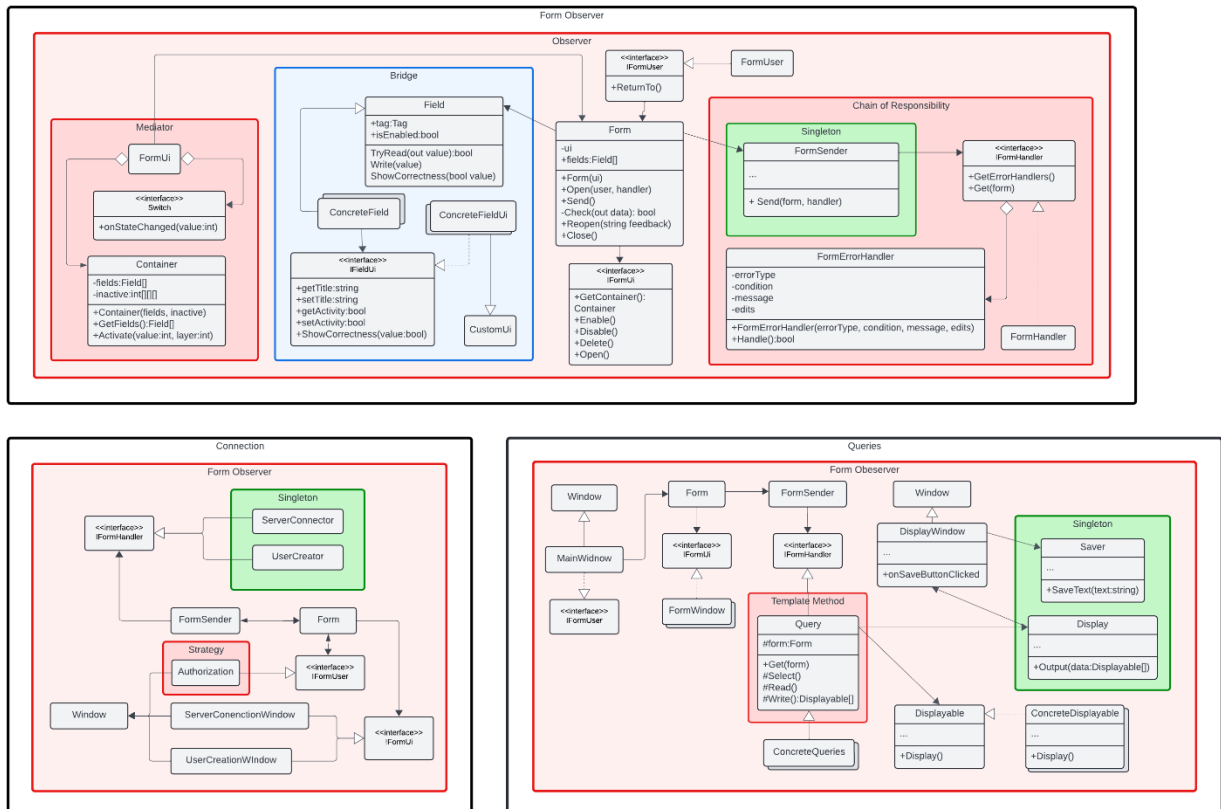 Form Observer
Observer
Mediator
FormUi
<<interface>>
Switch
+onStateChanged(value:int)
Container
-fields:Field[]
-inactive:int[][][]
+Container(fields, inactive)
+GetFields():Field[]
+Activate(value:int, layer:int)
Bridge
Field
+tag:Tag
+isEnabled:bool
TryRead(out value):bool
Write(value)
ShowCorrectness(bool value)
ConcreteField
ConcreteFieldUi
<<interface>>
IFieldUi
+getTitle:string
+setTitle:string
+getActivity:bool
+setActivity:bool
+ShowCorrectness(value:bool)
CustomUi
<<interface>>
IFormUser
+ReturnTo()
FormUser
Form
-ui
+fields:Field[]
+Form(ui)
+Open(user, handler)
+Send()
-Check(out data): bool
+Reopen(string feedback)
+Close()
<<interface>>
IFormUi
+GetContainer():
Container
+Enable()
+Disable()
+Delete()
+Open()
Chain of Responsibility
Singleton
FormSender
...
+ Send(form, handler)
<<interface>>
IFormHandler
+GetErrorHandlers()
+Get(form)
FormErrorHandler
-errorType
-condition
-message
-edits
+FormErrorHandler(errorType, condition, message, edits)
+Handle():bool
FormHandler
Connection
Form Observer
Singleton
ServerConnector
UserCreator
<<interface>>
IFormHandler
FormSender
Form
Strategy
Authorization
<<interface>>
IFormUser
Window
ServerConenctionWindow
UserCreationWIndow
<<interface>>
!FormUi
Queries
Form Obeserver
Window
Form
FormSender
Window
MainWidnow
<<interface>>
IFormUi
<<interface>>
IFormHandler
DisplayWindow
...
+onSaveButtonClicked
Singleton
Saver
...
+SaveText(text:string)
<<interface>>
IFormUser
FormWindow
Template Method
Query
#form:Form
+Get(form)
#Select()
#Read()
#Write():Displayable[]
Display
...
+Output(data:Displayable[])
ConcreteQueries
Displayable
...
+Display()
ConcreteDisplayable
...
+Display()